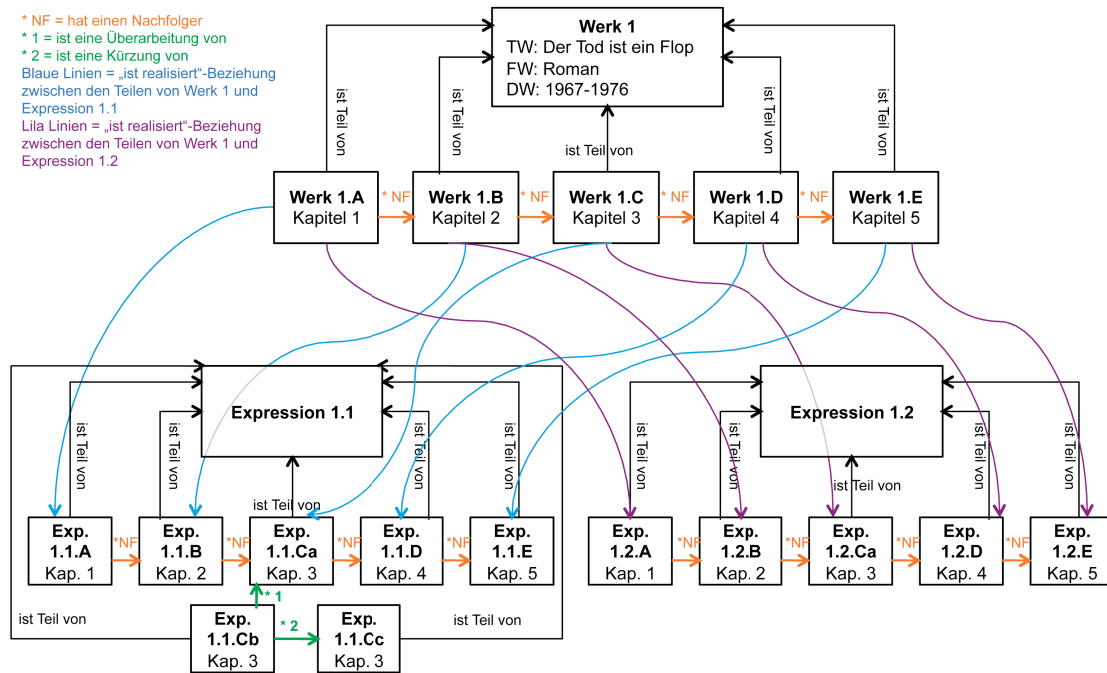 * NF = hat einen Nachfolger
* 1 = ist eine Überarbeitung von
* 2 = ist eine Kürzung von
Blaue Linien = „ist realisiert“-Beziehung
zwischen den Teilen von Werk 1 und
Expression 1.1
Lila Linien = „ist realisiert“-Beziehung
zwischen den Teilen von Werk 1 und
Expression 1.2
Werk 1
TW: Der Tod ist ein Flop
FW: Roman
DW: 1967-1976
ist Teil von
ist Teil von
ist Teil von
ist Teil von
ist Teil von
Werk 1.A
Kapitel 1
* NF
Werk 1.B
Kapitel 2
* NF
Werk 1.C
Kapitel 3
* NF
Werk 1.D
Kapitel 4
* NF
Werk 1.E
Kapitel 5
Expression 1.1
ist Teil von
ist Teil von
ist Teil von
ist Teil von
ist Teil von
Expression 1.2
ist Teil von
ist Teil von
ist Teil von
ist Teil von
ist Teil von
Exp.
1.1.A
Kap. 1
*NF
Exp.
1.1.B
Kap. 2
*NF
Exp.
1.1.Ca
Kap. 3
*NF
Exp.
1.1.D
Kap. 4
*NF
Exp.
1.1.E
Kap. 5
Exp.
1.2.A
Kap. 1
*NF
Exp.
1.2.B
Kap. 2
*NF
Exp.
1.2.Ca
Kap. 3
*NF
Exp.
1.2.D
Kap. 4
*NF
Exp.
1.2.E
Kap. 5
* 1
ist Teil von
Exp.
1.1.Cb
Kap. 3
* 2
Exp.
1.1.Cc
Kap. 3
ist Teil von